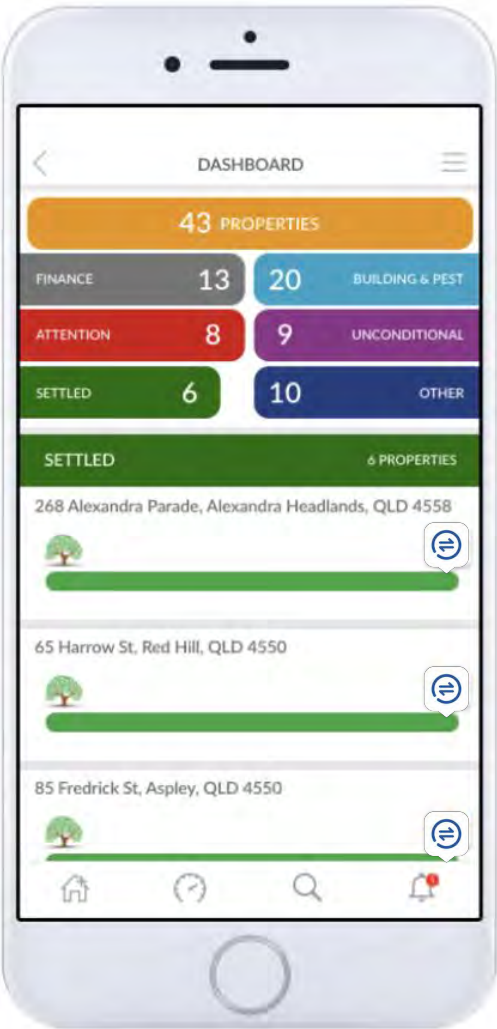 DASHBOARD
43 PROPERTIES
FINANCE 13
20 BUILDING & PEST
ATTENTION 8
9 UNCONDITIONAL
SETTLED 6
10 OTHER
SETTLED 6 PROPERTIES
268 Alexandra Parade, Alexandra Headlands, QLD 4558
65 Harrow St, Red Hill, QLD 4550
85 Fredrick St, Aspley, QLD 4550